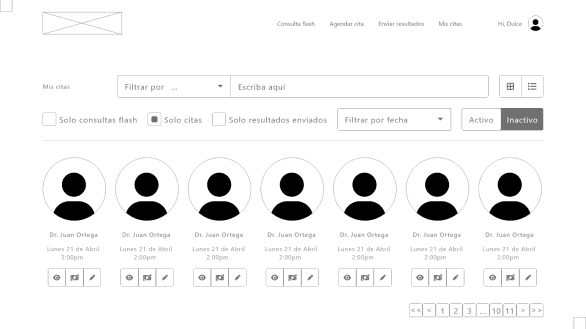 Consulta flash Agendar cita Enviar resultados Mis citas Hi, Dulce
Mis citas Filtrar por ... Escriba aquí
Solo consultas flash Solo citas Solo resultados enviados Filtrar por fecha Activo Inactivo
Dr. Juan Ortega Dr. Juan Ortega Dr. Juan Ortega Dr. Juan Ortega Dr. Juan Ortega Dr. Juan Ortega Dr. Juan Ortega
Lunes 21 de Abril Lunes 21 de Abril Lunes 21 de Abril Lunes 21 de Abril Lunes 21 de Abril Lunes 21 de Abril Lunes 21 de Abril
2:00pm 2:00pm 2:00pm 2:00pm 2:00pm 2:00pm 2:00pm
<< < 1 2 3 ... 10 11 > >>